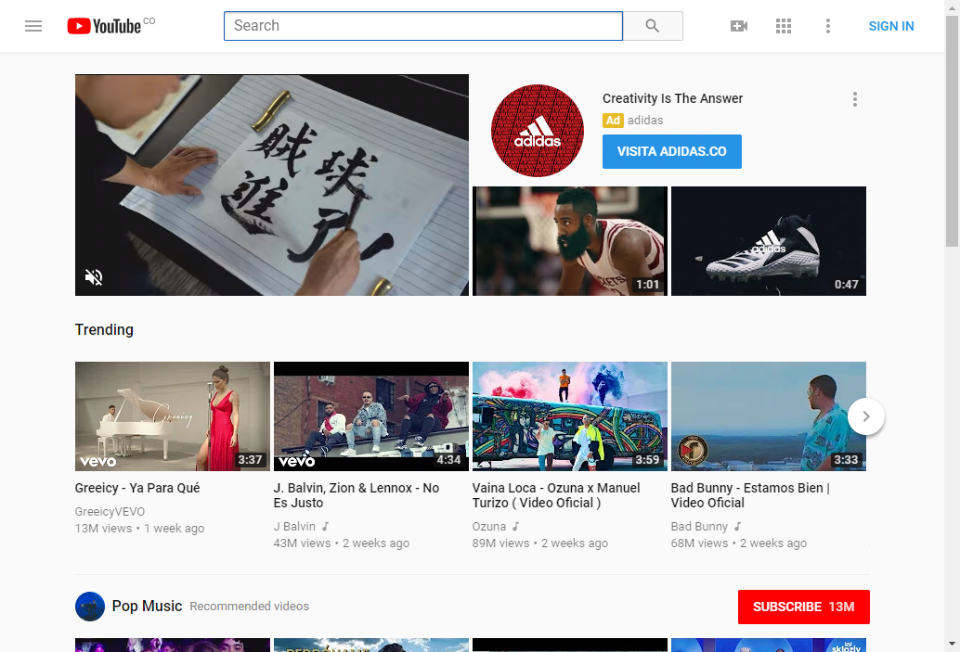 YouTube CO
Search
SIGN IN
賊球
進了
Creativity Is The Answer
Ad adidas
VISITA ADIDAS.CO
adidas
adidas
1:01
0:47
Trending
Greeicy
vevo
3:37
vevo
4:34
3:59
3:33
Greeicy - Ya Para Qué
GreeicyVEVO
13M views • 1 week ago
J. Balvin, Zion & Lennox - No
Es Justo
J Balvin
43M views • 2 weeks ago
Vaina Loca - Ozuna x Manuel
Turizo ( Video Oficial )
Ozuna
89M views • 2 weeks ago
Bad Bunny - Estamos Bien |
Video Oficial
Bad Bunny
68M views • 2 weeks ago
Pop Music Recommended videos
SUBSCRIBE 13M